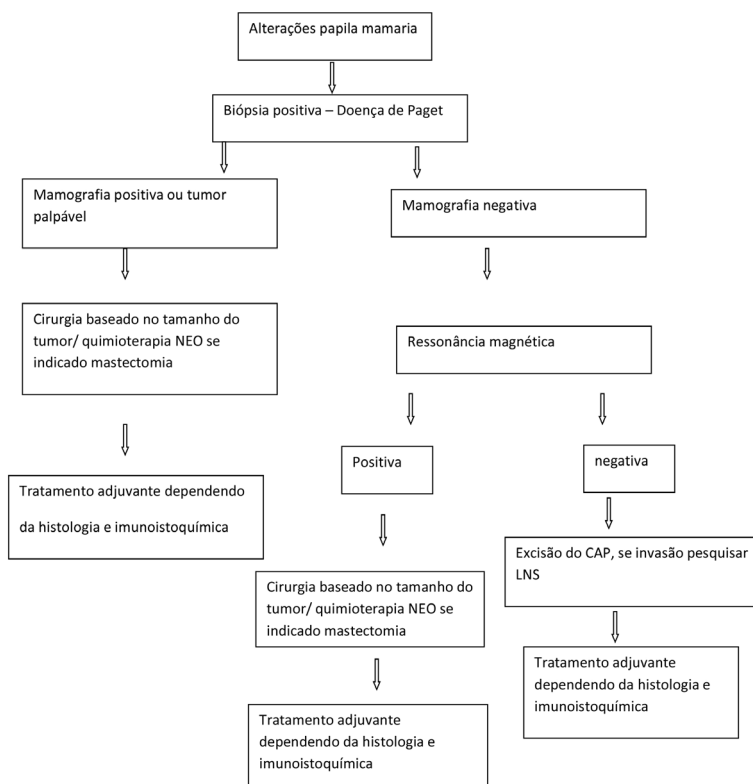 Alterações papila mamaria
Biópsia positiva – Doença de Paget
Mamografia positiva ou tumor
palpável
Mamografia negativa
Cirurgia baseado no tamanho do
tumor/ quimioterapia NEO se
indicado mastectomia
Ressonância magnética
Tratamento adjuvante dependendo
da histologia e imunoistoquímica
Positiva
negativa
Cirurgia baseado no tamanho do
tumor/ quimioterapia NEO se
indicado mastectomia
Excisão do CAP, se invasão pesquisar
LNS
Tratamento adjuvante
dependendo da histologia e
imunoistoquímica
Tratamento adjuvante
dependendo da histologia e
imunoistoquímica